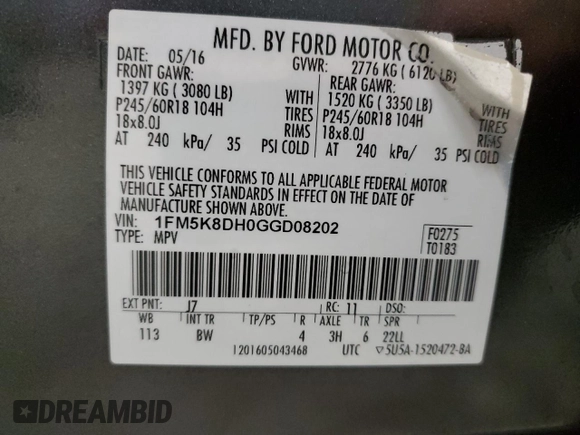 MFD. BY FORD MOTOR CO.
DATE: 05/16 GVWR: 2776 KG ( 6120 LB)
FRONT GAWR: REAR GAWR:
1397 KG ( 3080 LB) WITH 1520 KG ( 3350 LB) WITH
P245/60R18 104H TIRES P245/60R18 104H TIRES
18x8.0J RIMS 18x8.0J RIMS
AT 240 kPa/ 35 PSI COLD AT 240 kPa/ 35 PSI COLD
THIS VEHICLE CONFORMS TO ALL APPLICABLE FEDERAL MOTOR
VEHICLE SAFETY STANDARDS IN EFFECT ON THE DATE OF
MANUFACTURE SHOWN ABOVE.
VIN: 1FM5K8DH0GGD08202 F0275
TYPE: MPV T0183
EXT PNT: J7 RC: 11 DSO:
WB INT TR TP/PS R AXLE TR SPR
113 BW 4 3H 6 22LL
1201605043468 UTC ▽5U5A-1520472-BA
DREAMBID